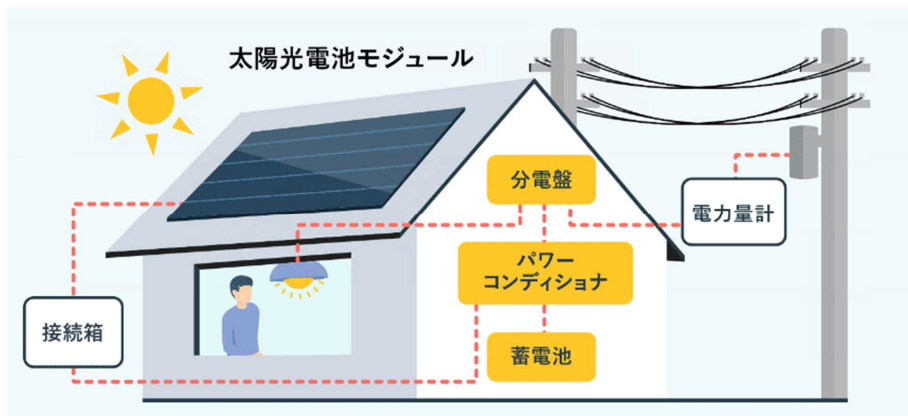 太陽光電池モジュール
分電盤
電力量計
パワー
コンディショナ
接続箱
蓄電池